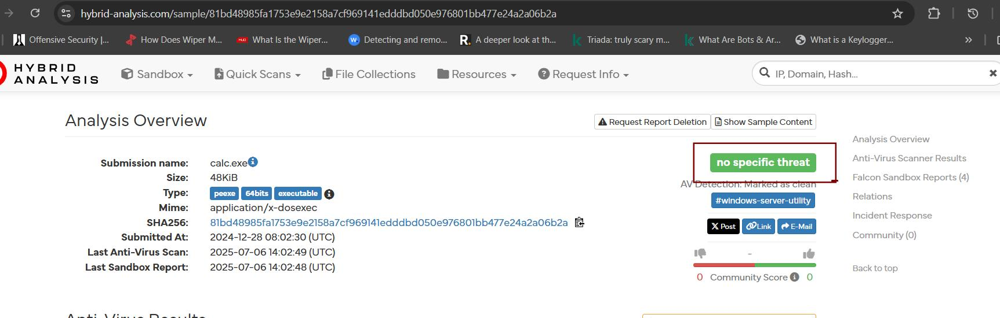 hybrid-analysis.com/sample/81bd48985fa1753e9e2158a7cf969141edddbd050e976801bb477e24a2a06b2a
Offensive Security |... How Does Wiper M... MUO What Is the Wiper... Detecting and remo... R. A deeper look at th... Triada: truly scary m... What Are Bots & Ar... What is a Keylogger... »
HYBRID
ANALYSIS
Sandbox Quick Scans File Collections Resources Request Info IP, Domain, Hash...
Analysis Overview
Request Report Deletion Show Sample Content
Submission name: calc.exe
Size: 48KiB
Type: peexe 64bits executable
Mime: application/x-dosexec
SHA256: 81bd48985fa1753e9e2158a7cf969141edddbd050e976801bb477e24a2a06b2a
Submitted At: 2024-12-28 08:02:30 (UTC)
Last Anti-Virus Scan: 2025-07-06 14:02:49 (UTC)
Last Sandbox Report: 2025-07-06 14:02:48 (UTC)
no specific threat
AV Detection: Marked as clean
#windows-server-utility
X Post Link E-Mail
-
0 Community Score 0
Analysis Overview
Anti-Virus Scanner Results
Falcon Sandbox Reports (4)
Relations
Incident Response
Community (0)
Back to top
Anti-Virus Results